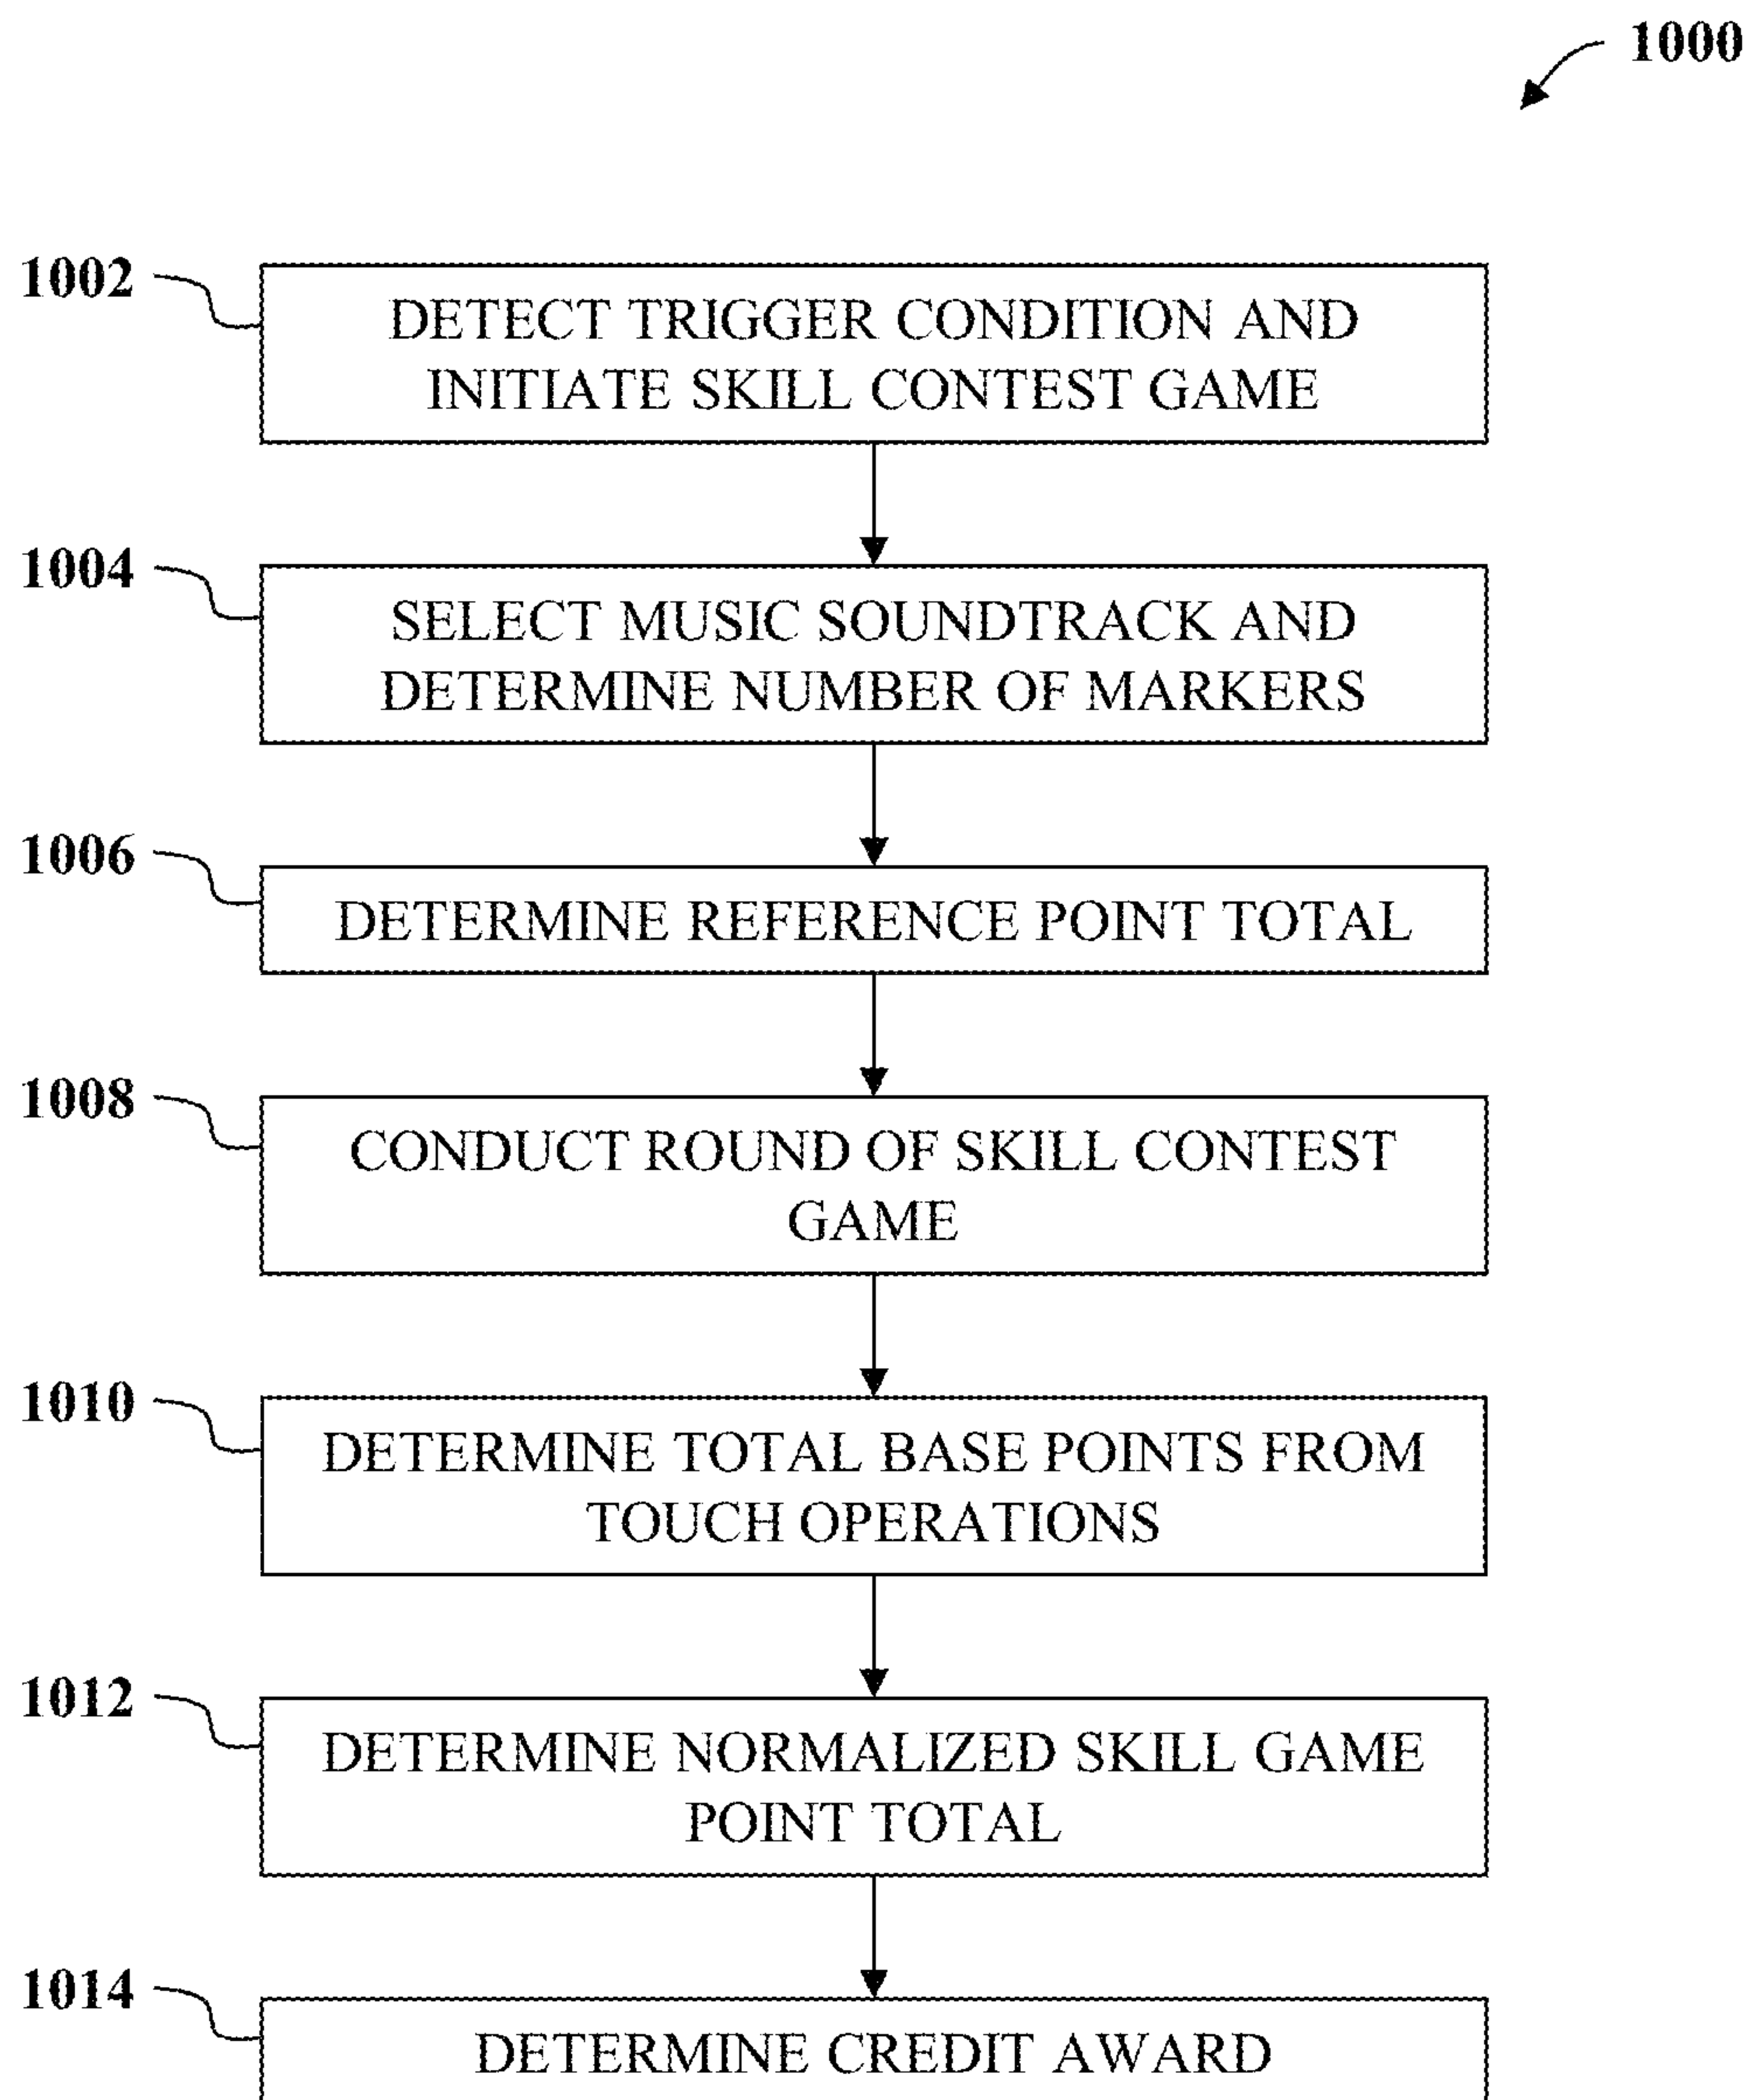 1000
1002
DETECT TRIGGER CONDITION AND
INITIATE SKILL CONTEST GAME
1004
SELECT MUSIC SOUNDTRACK AND
DETERMINE NUMBER OF MARKERS
1006
DETERMINE REFERENCE POINT TOTAL
1008
CONDUCT ROUND OF SKILL CONTEST
GAME
1010
DETERMINE TOTAL BASE POINTS FROM
TOUCH OPERATIONS
1012
DETERMINE NORMALIZED SKILL GAME
POINT TOTAL
1014
DETERMINE CREDIT AWARD